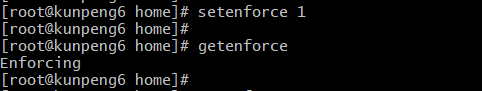 [root@kunpeng6 home]# setenforce 1
[root@kunpeng6 home]#
[root@kunpeng6 home]# getenforce
Enforcing
[root@kunpeng6 home]#